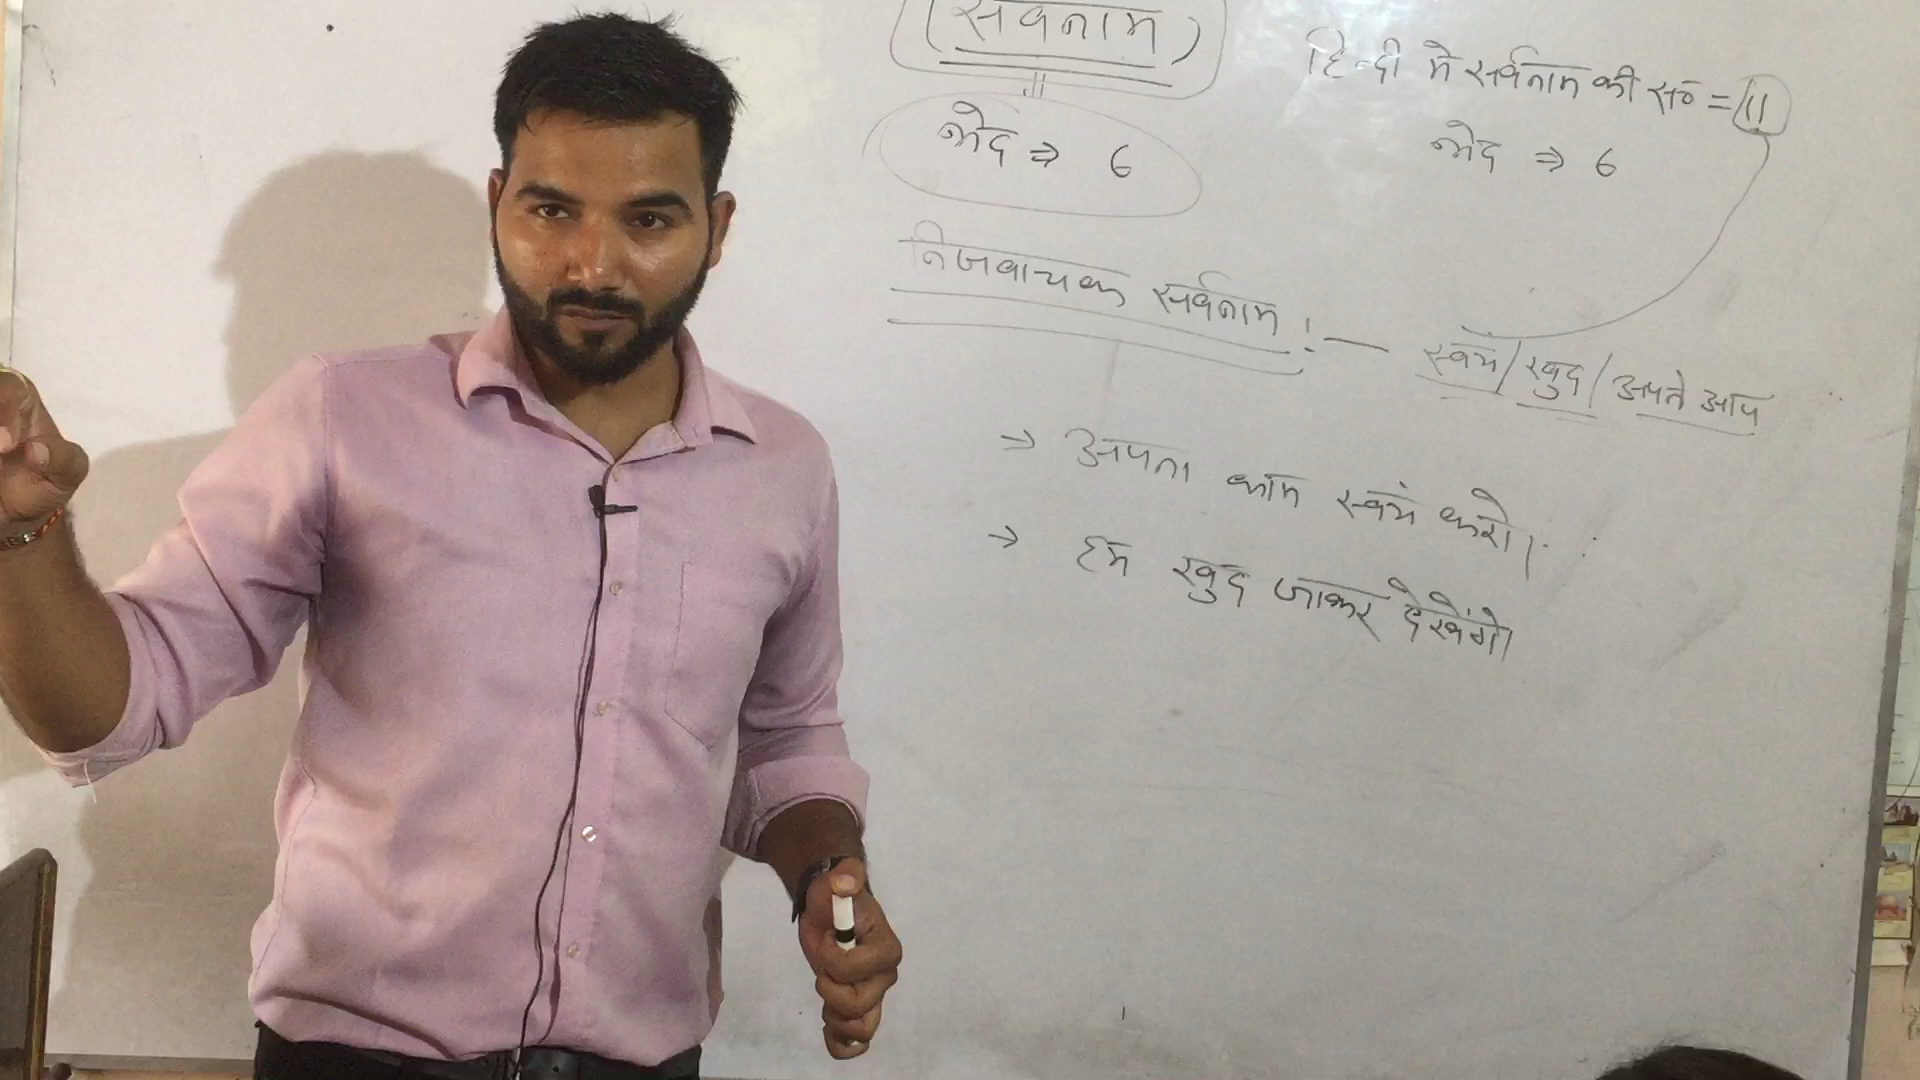 (सर्वनाम)
भेद ⇒ 6
हिन्दी मे सर्वनाम की सं० = 11
भेद ⇒ 6
निजवाचक सर्वनाम :— स्वयं/खुद/अपने आप
→ अपना काम स्वयं करो।
→ हम खुद जाकर देखेंगे।